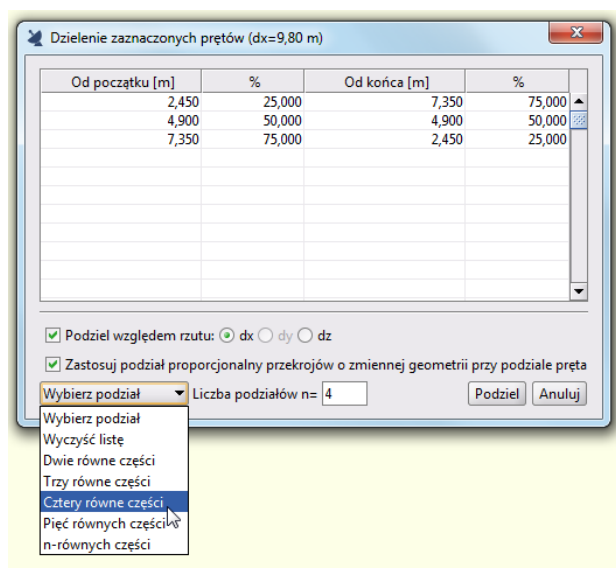 Dzielenie zaznaczonych prętów (dx=9,80 m)
Od początku [m] % Od końca [m] %
2,450 25,000 7,350 75,000
4,900 50,000 4,900 50,000
7,350 75,000 2,450 25,000
Podziel względem rzutu: dx dy dz
Zastosuj podział proporcjonalny przekrojów o zmiennej geometrii przy podziale pręta
Wybierz podział Liczba podziałów n= 4 Podziel Anuluj
Wybierz podział
Wyczyść listę
Dwie równe części
Trzy równe części
Cztery równe części
Pięć równych części
n-równych części